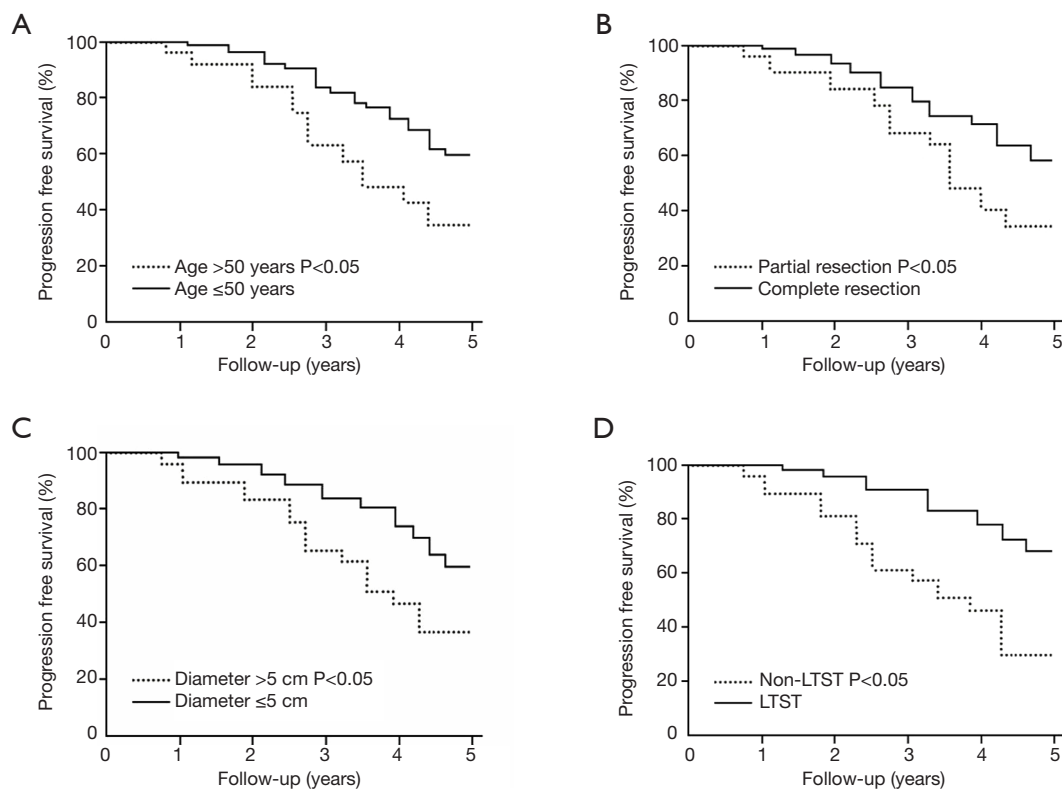 A
Progression free survival (%)
100
80
60
40
20
0
Age >50 years P<0.05
Age ≤50 years
0 1 2 3 4 5
Follow-up (years)
B
Progression free survival (%)
100
80
60
40
20
0
Partial resection P<0.05
Complete resection
0 1 2 3 4 5
Follow-up (years)
C
Progression free survival (%)
100
80
60
40
20
0
Diameter >5 cm P<0.05
Diameter ≤5 cm
0 1 2 3 4 5
Follow-up (years)
D
Progression free survival (%)
100
80
60
40
20
0
Non-LTST P<0.05
LTST
0 1 2 3 4 5
Follow-up (years)